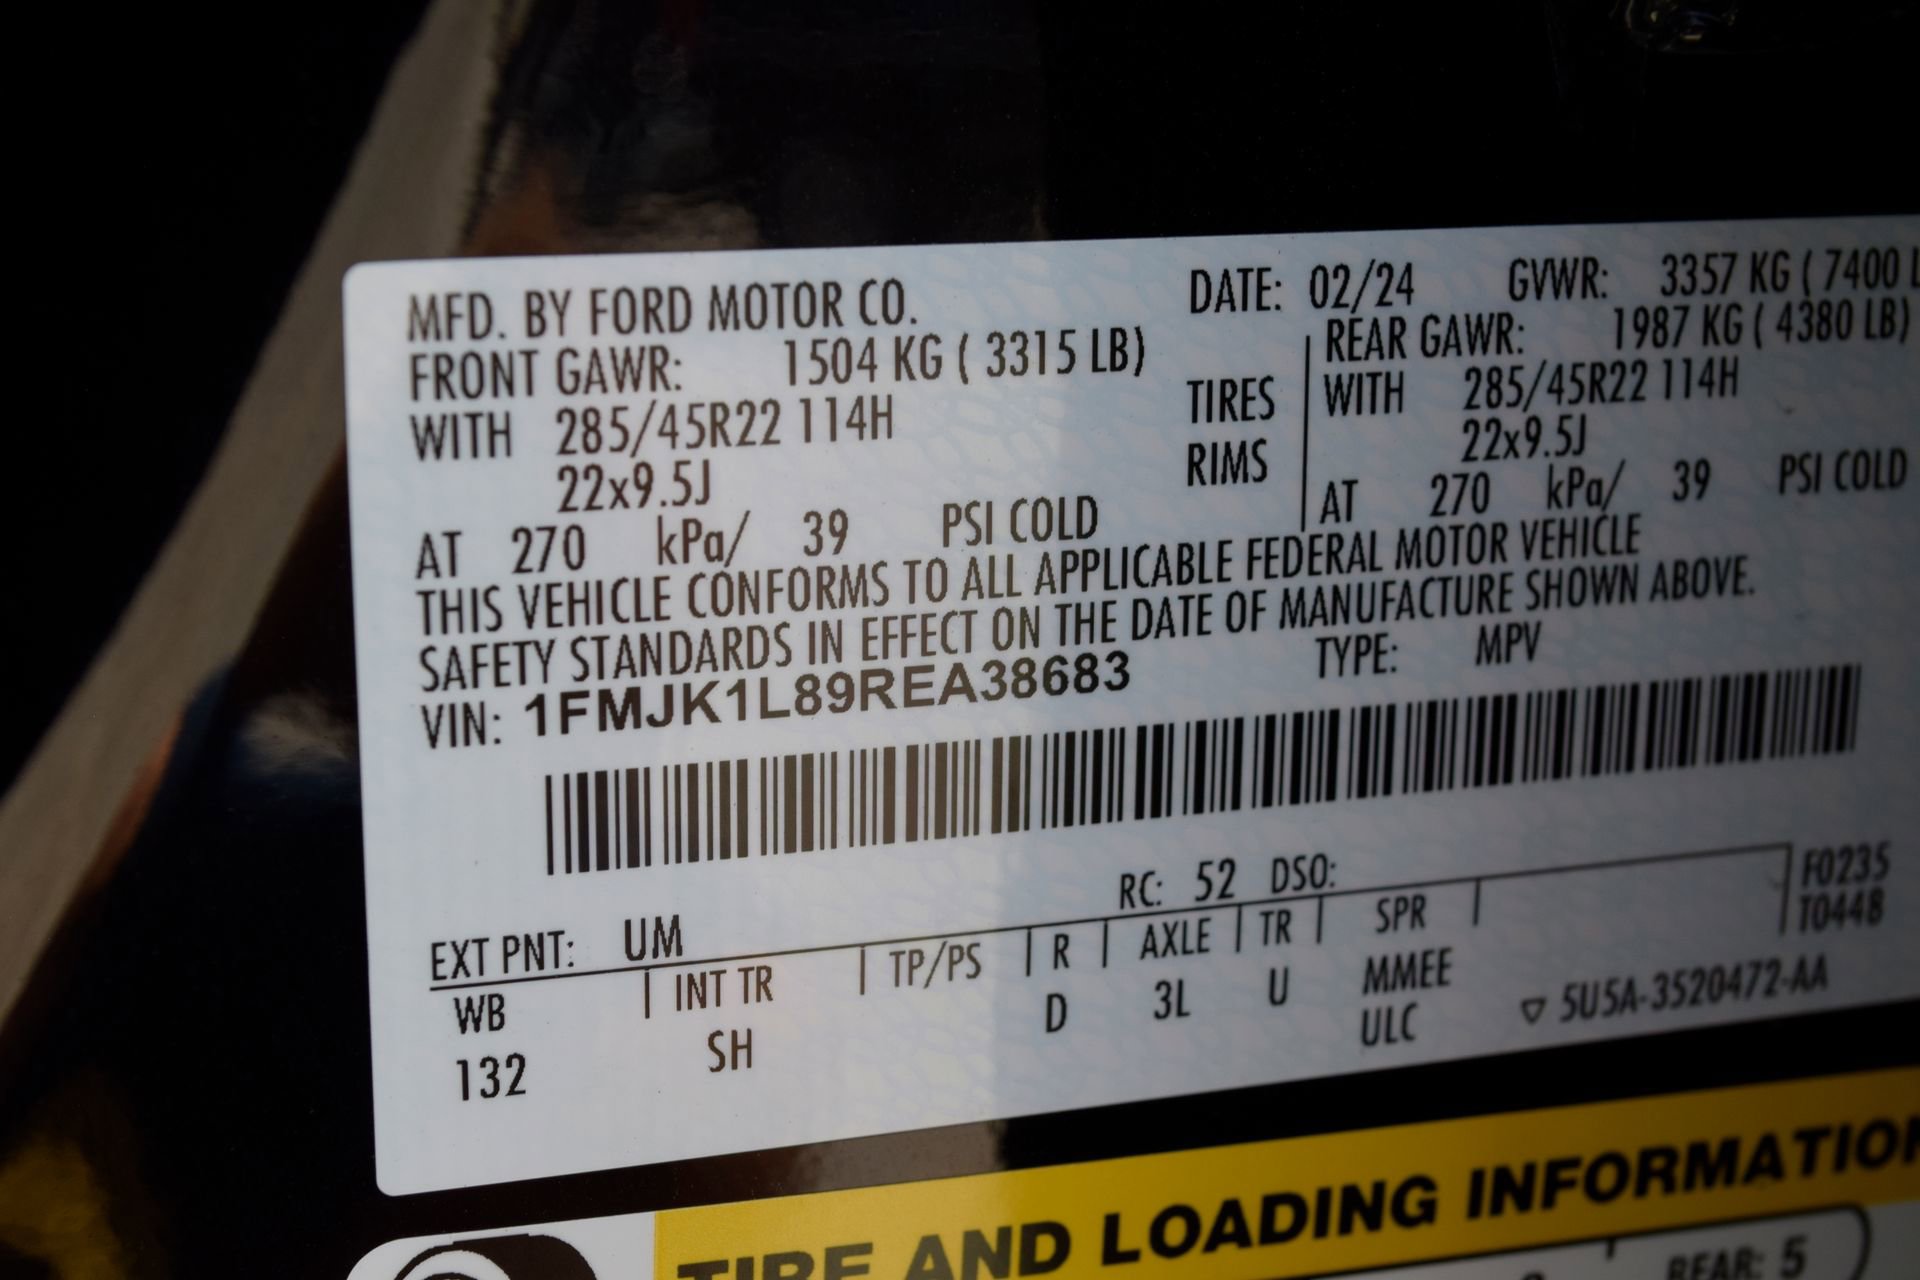 MFD. BY FORD MOTOR CO. DATE: 02/24 GVWR: 3357 KG ( 7400 L
FRONT GAWR: 1504 KG ( 3315 LB) REAR GAWR: 1987 KG ( 4380 LB)
WITH 285/45R22 114H TIRES WITH 285/45R22 114H
22x9.5J RIMS 22x9.5J
AT 270 kPa/ 39 PSI COLD AT 270 kPa/ 39 PSI COLD
THIS VEHICLE CONFORMS TO ALL APPLICABLE FEDERAL MOTOR VEHICLE
SAFETY STANDARDS IN EFFECT ON THE DATE OF MANUFACTURE SHOWN ABOVE.
VIN: 1FMJK1L89REA38683 TYPE: MPV
EXT PNT: UM RC: 52 DSO: F0235
WB INT TR TP/PS R AXLE TR SPR T0448
132 SH D 3L U MMEE
ULC ▽ 5U5A-3520472-AA
TIRE AND LOADING INFORMATION
REAR: 5